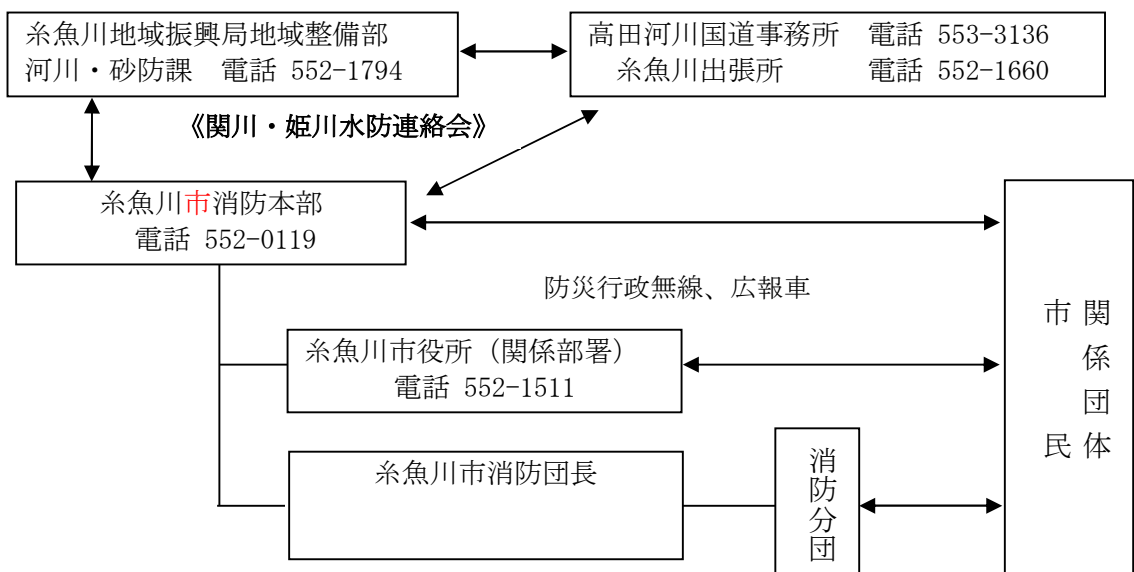 糸魚川地域振興局地域整備部
河川・砂防課　電話 552-1794
高田河川国道事務所　電話 553-3136
糸魚川出張所　電話 552-1660
《関川・姫川水防連絡会》
糸魚川市消防本部
電話 552-0119
防災行政無線、広報車
糸魚川市役所（関係部署）
電話 552-1511
糸魚川市消防団長
消防分団
関係団体
市民